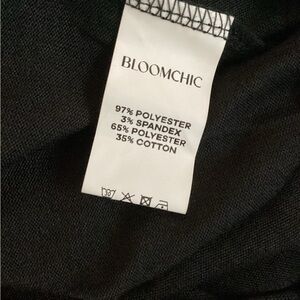 BLOOMCHIC
97% POLYESTER
3% SPANDEX
65% POLYESTER
35% COTTON